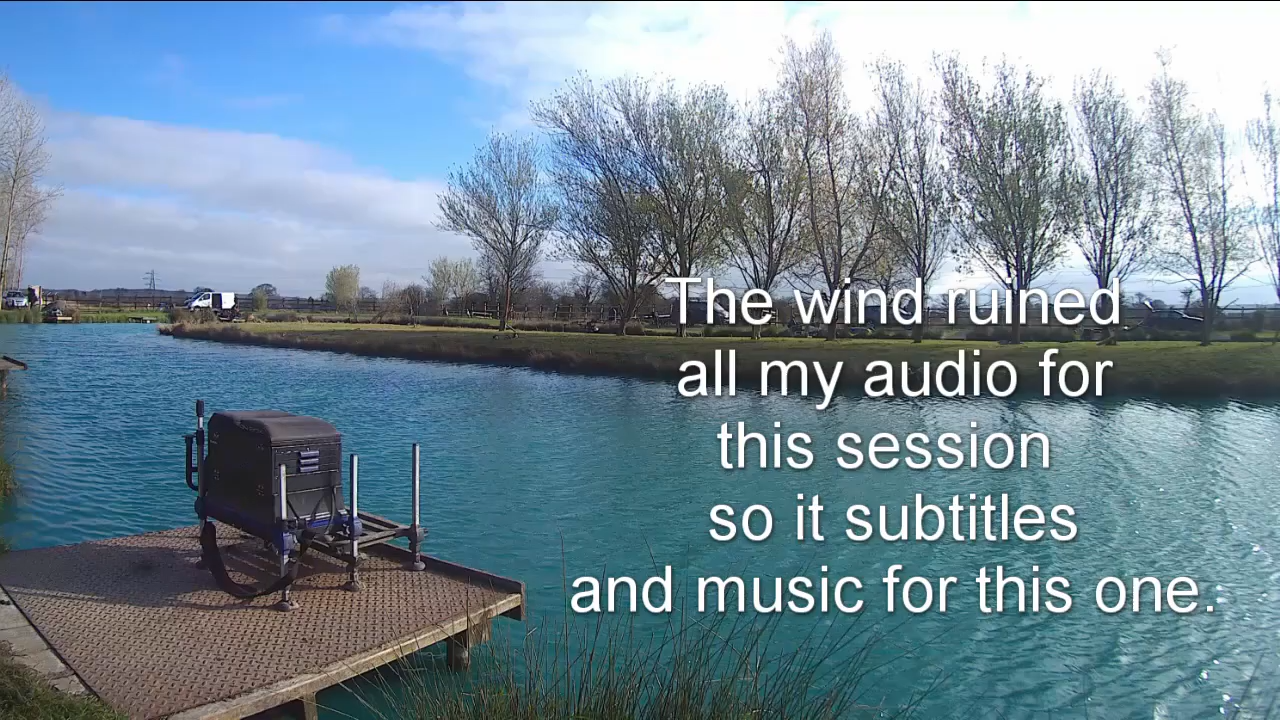 The wind ruined
all my audio for
this session
so it subtitles
and music for this one.